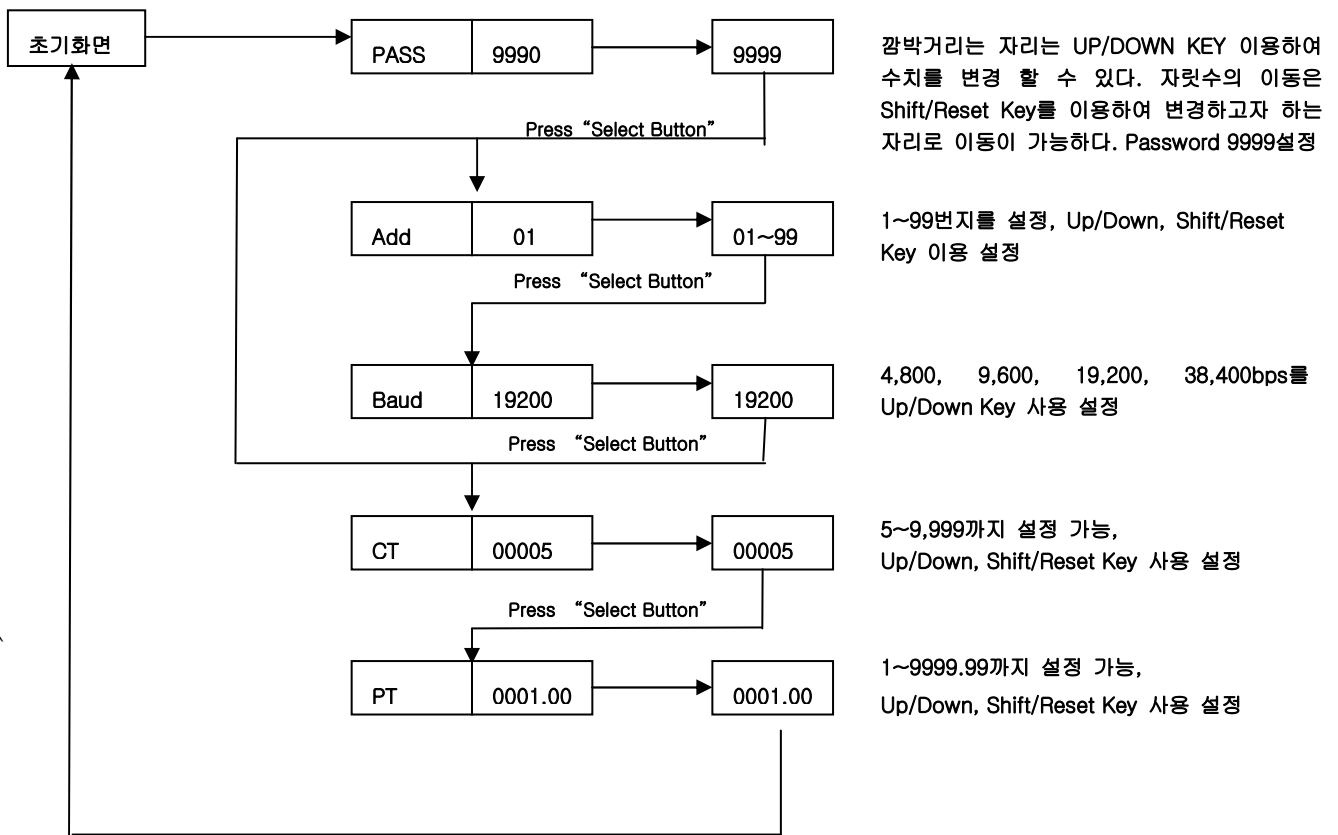 초기화면
PASS 9990 9999
깜박거리는 자리는 UP/DOWN KEY 이용하여
수치를 변경 할 수 있다. 자릿수의 이동은
Shift/Reset Key를 이용하여 변경하고자 하는
자리로 이동이 가능하다. Password 9999설정
Press “Select Button”
Add 01 01~99
1~99번지를 설정, Up/Down, Shift/Reset
Key 이용 설정
Press “Select Button”
Baud 19200 19200
4,800, 9,600, 19,200, 38,400bps를
Up/Down Key 사용 설정
Press “Select Button”
CT 00005 00005
5~9,999까지 설정 가능,
Up/Down, Shift/Reset Key 사용 설정
Press “Select Button”
PT 0001.00 0001.00
1~9999.99까지 설정 가능,
Up/Down, Shift/Reset Key 사용 설정